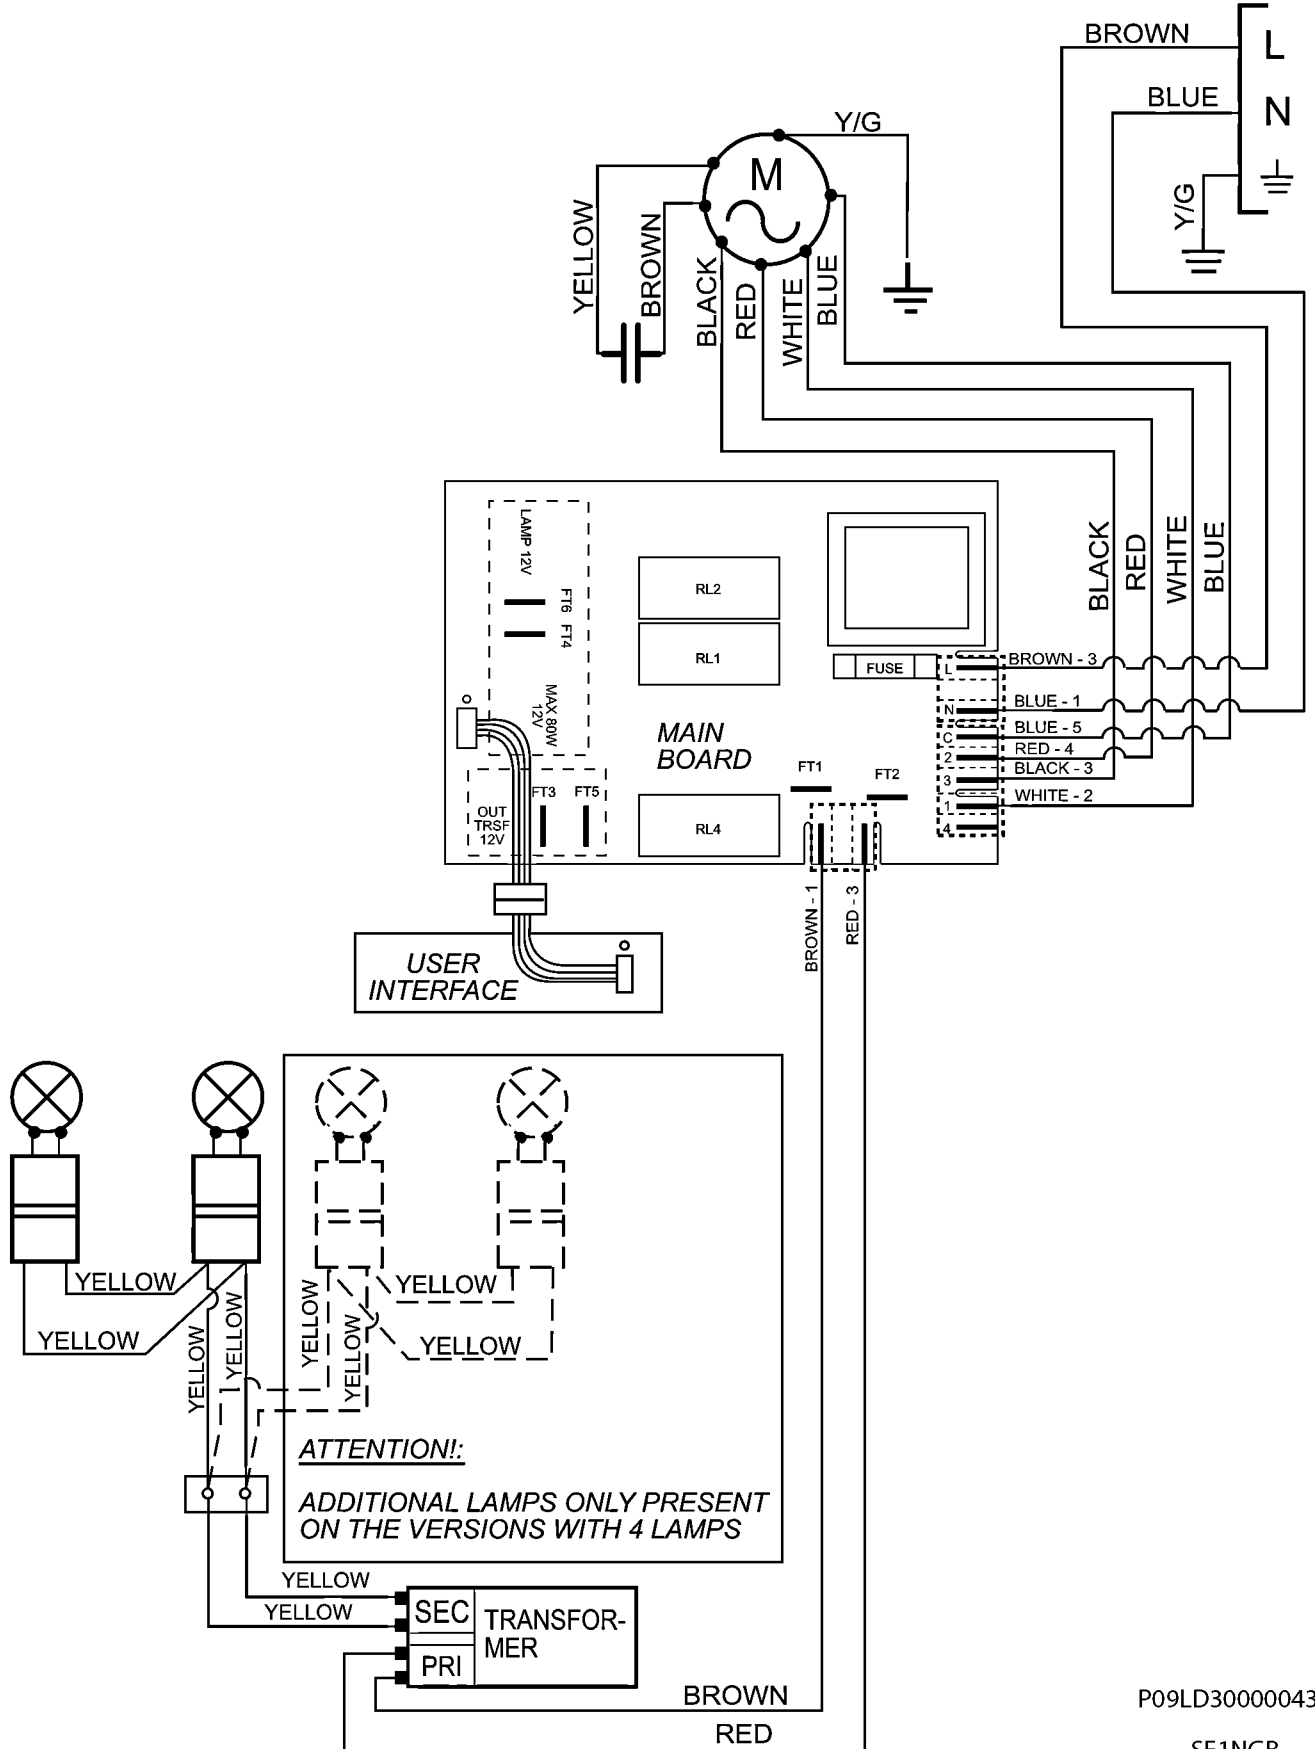 BROWN
L
BLUE
N
Y/G
Y/G
M
YELLOW
BROWN
BLACK
RED
WHITE
BLUE
BLACK
RED
WHITE
BLUE
LAMP 12V
FT6
FT4
MAX 80W
12V
RL2
RL1
FUSE
MAIN
BOARD
L
N
C
2
3
1
4
BROWN - 3
BLUE - 1
BLUE - 5
RED - 4
BLACK - 3
WHITE - 2
FT1
FT2
OUT
TRSF
12V
FT3
FT5
RL4
BROWN - 1
RED - 3
USER
INTERFACE
YELLOW
YELLOW
YELLOW
YELLOW
YELLOW
YELLOW
YELLOW
YELLOW
ATTENTION!:
ADDITIONAL LAMPS ONLY PRESENT
ON THE VERSIONS WITH 4 LAMPS
YELLOW
YELLOW
SEC
PRI
TRANSFOR-
MER
BROWN
RED
P09LD30000043